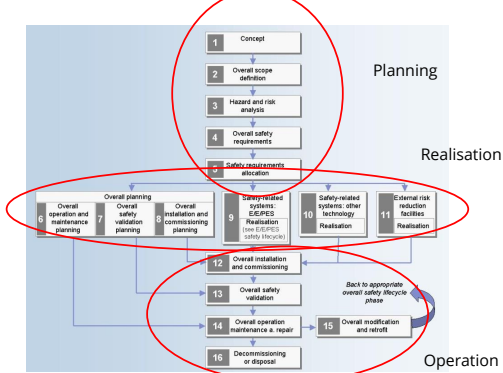 1 Concept
Planning
2 Overall scope
definition
3 Hazard and risk
analysis
4 Overall safety
requirements
Realisation
5 Safety requirements
allocation
Overall planning
6 Overall
operation and
maintenance
planning
7 Overall
safety
validation
planning
8 Overall
installation and
commissioning
planning
9 Safety-related
systems:
E/E/PES
Realisation
(see E/E/PES
safety lifecycle)
10 Safety-related
systems: other
technology
Realisation
11 External risk
reduction
facilities
Realisation
12 Overall installation
and commissioning
13 Overall safety
validation
Back to appropriate
overall safety lifecycle
phase
14 Overall operation
maintenance a. repair
15 Overall modification
and retrofit
16 Decommissioning
or disposal
Operation